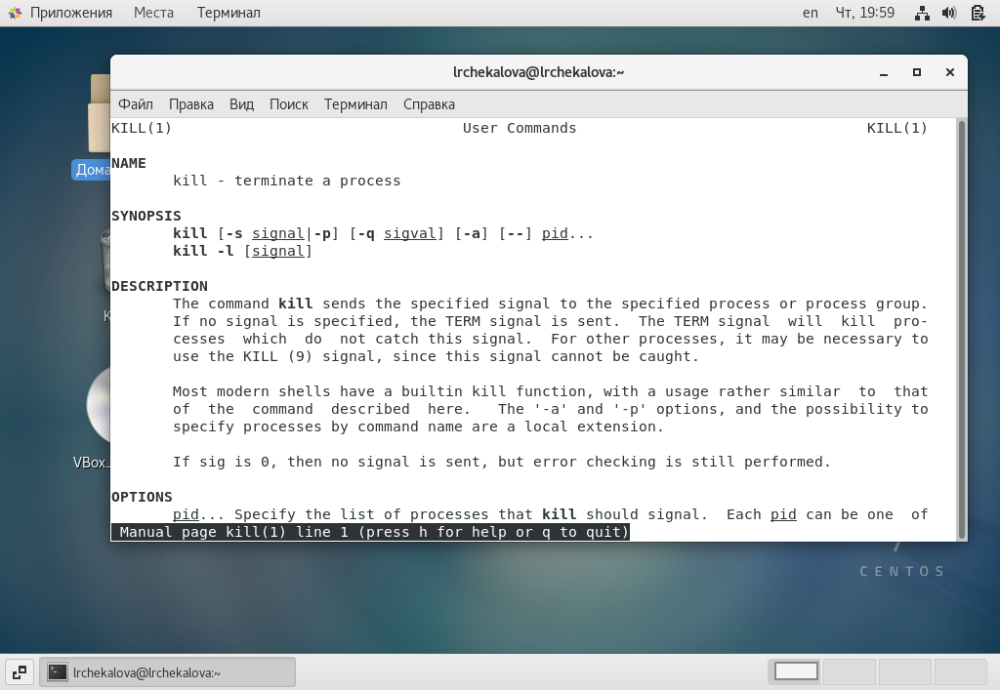 Приложения Места Терминал en Чт, 19:59
lrchekalova@lrchekalova:~
Файл Правка Вид Поиск Терминал Справка
KILL(1) User Commands KILL(1)
NAME
kill - terminate a process
SYNOPSIS
kill [-s signal|-p] [-q sigval] [-a] [--] pid...
kill -l [signal]
DESCRIPTION
The command kill sends the specified signal to the specified process or process group.
If no signal is specified, the TERM signal is sent. The TERM signal will kill pro-
cesses which do not catch this signal. For other processes, it may be necessary to
use the KILL (9) signal, since this signal cannot be caught.
Most modern shells have a builtin kill function, with a usage rather similar to that
of the command described here. The '-a' and '-p' options, and the possibility to
specify processes by command name are a local extension.
If sig is 0, then no signal is sent, but error checking is still performed.
OPTIONS
pid... Specify the list of processes that kill should signal. Each pid can be one of
Manual page kill(1) line 1 (press h for help or q to quit)
Дома
К
VBox_
CENTOS
lrchekalova@lrchekalova:~